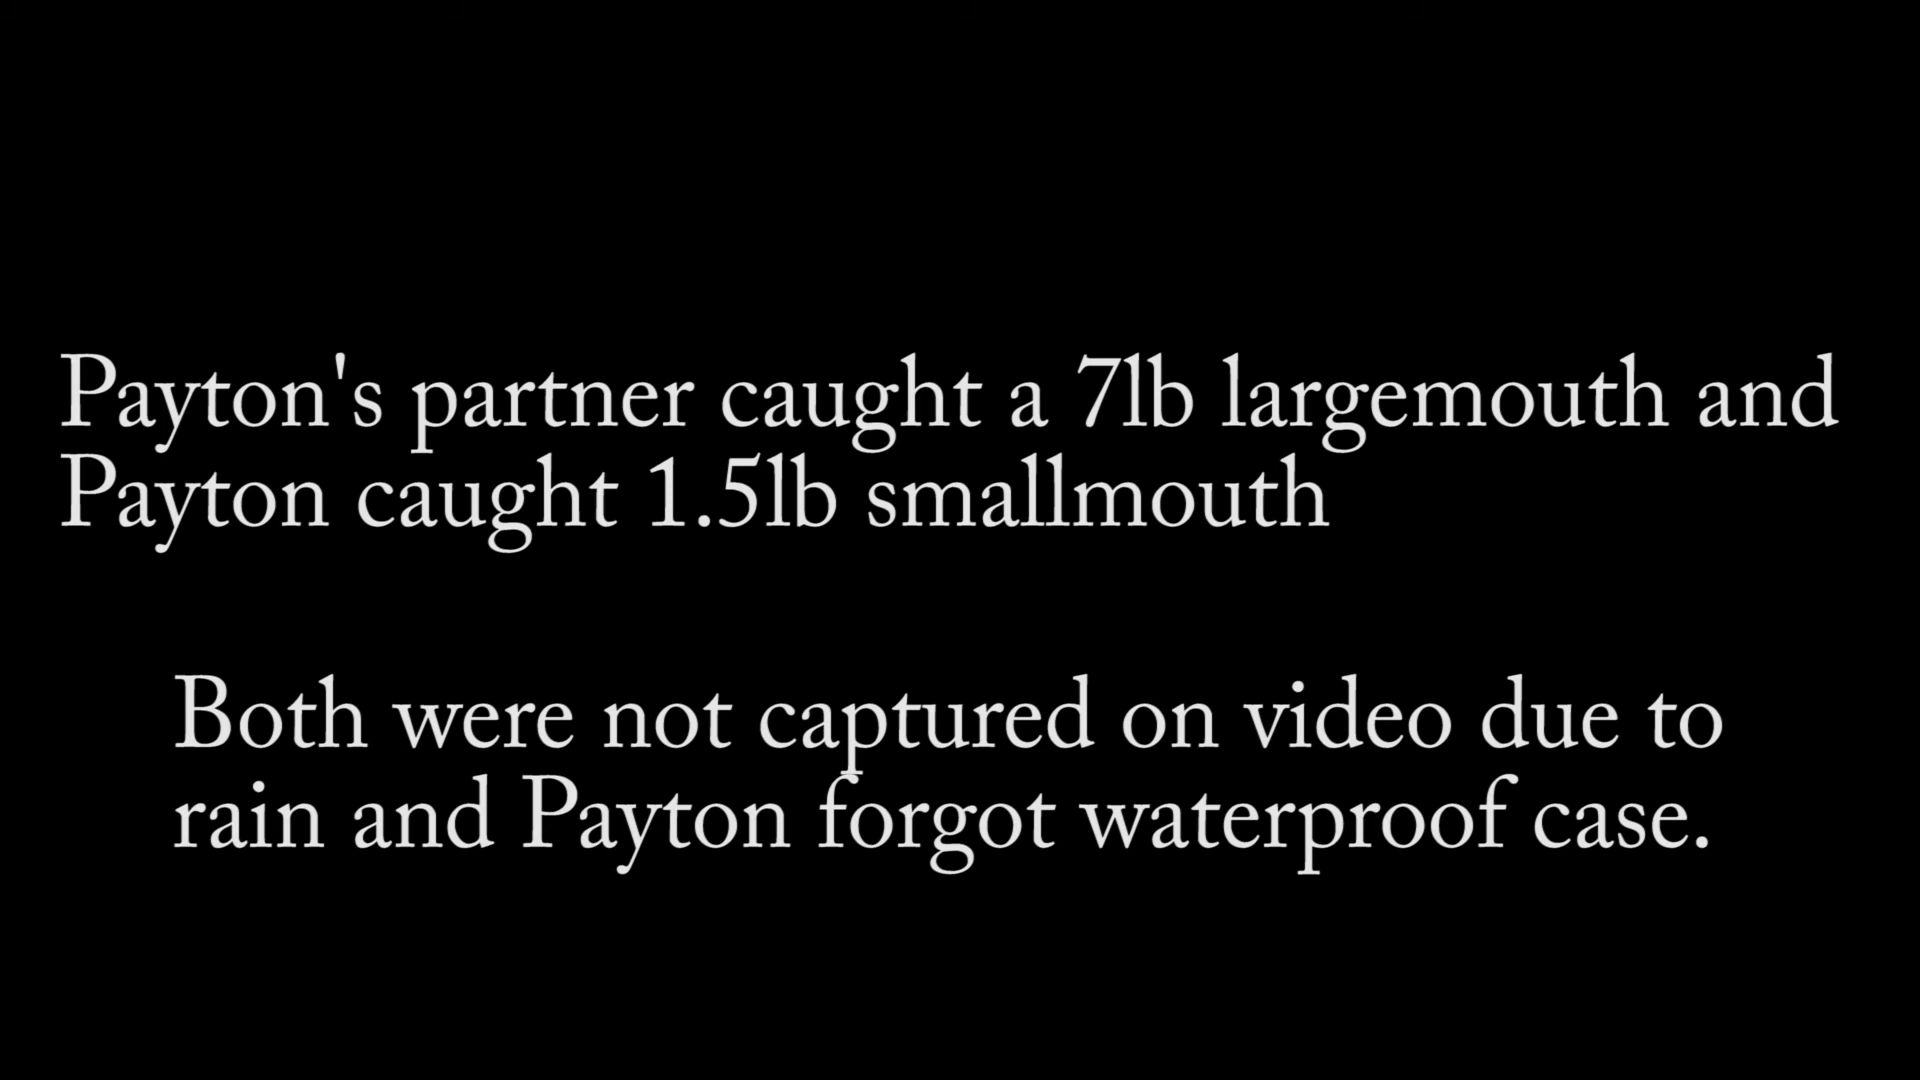 Payton's partner caught a 7lb largemouth and
Payton caught 1.5lb smallmouth
Both were not captured on video due to
rain and Payton forgot waterproof case.